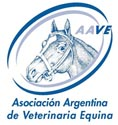 AAVE
Asociación Argentina
de Veterinaria Equina